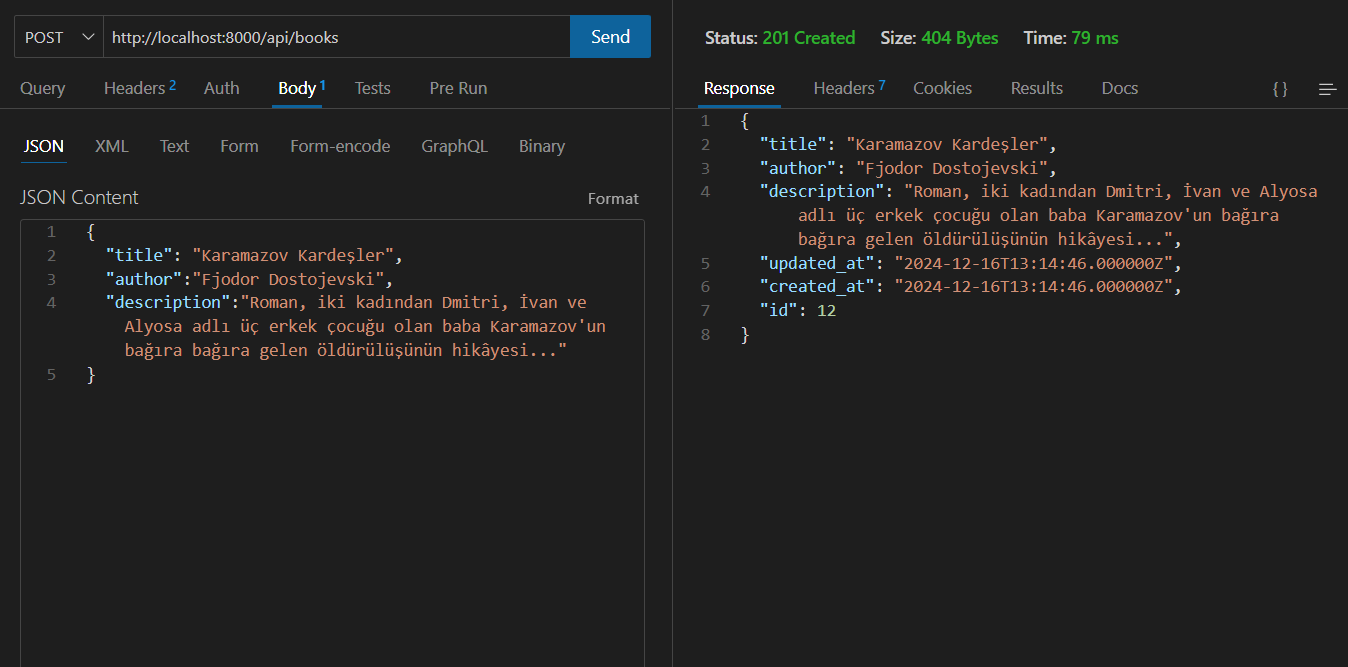 POST http://localhost:8000/api/books Send
Query Headers 2 Auth Body 1 Tests Pre Run
JSON XML Text Form Form-encode GraphQL Binary
JSON Content Format
1 {
2 "title": "Karamazov Kardeşler",
3 "author":"Fjodor Dostojevski",
4 "description":"Roman, iki kadından Dmitri, İvan ve
Alyosa adlı üç erkek çocuğu olan baba Karamazov'un
bağıra bağıra gelen öldürülüşünün hikâyesi..."
5 }
Status: 201 Created Size: 404 Bytes Time: 79 ms
Response Headers 7 Cookies Results Docs { }
1 {
2 "title": "Karamazov Kardeşler",
3 "author": "Fjodor Dostojevski",
4 "description": "Roman, iki kadından Dmitri, İvan ve Alyosa
adlı üç erkek çocuğu olan baba Karamazov'un bağıra
bağıra gelen öldürülüşünün hikâyesi...",
5 "updated_at": "2024-12-16T13:14:46.000000Z",
6 "created_at": "2024-12-16T13:14:46.000000Z",
7 "id": 12
8 }